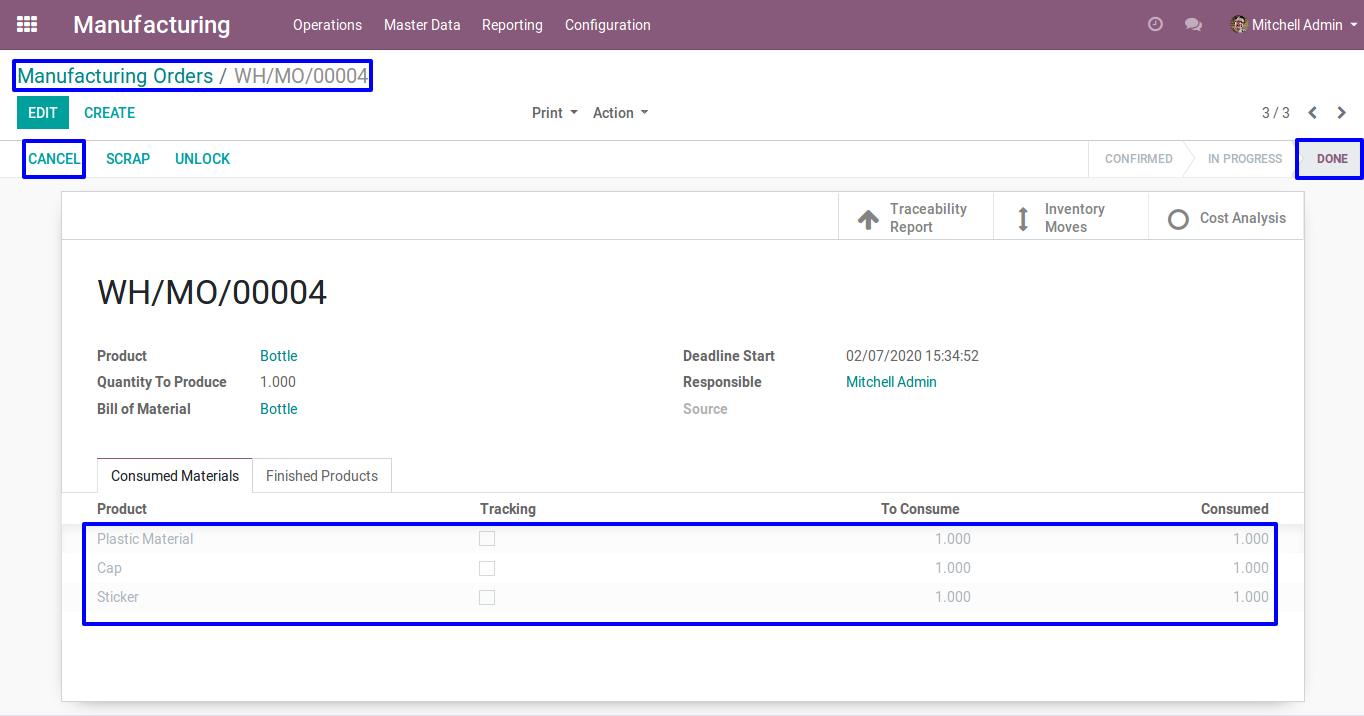 Manufacturing Operations Master Data Reporting Configuration Mitchell Admin
Manufacturing Orders / WH/MO/00004
EDIT CREATE Print Action 3 / 3
CANCEL SCRAP UNLOCK CONFIRMED IN PROGRESS DONE
Traceability Report Inventory Moves Cost Analysis
WH/MO/00004
Product Bottle Deadline Start 02/07/2020 15:34:52
Quantity To Produce 1.000 Responsible Mitchell Admin
Bill of Material Bottle Source
Consumed Materials Finished Products
Product Tracking To Consume Consumed
Plastic Material 1.000 1.000
Cap 1.000 1.000
Sticker 1.000 1.000